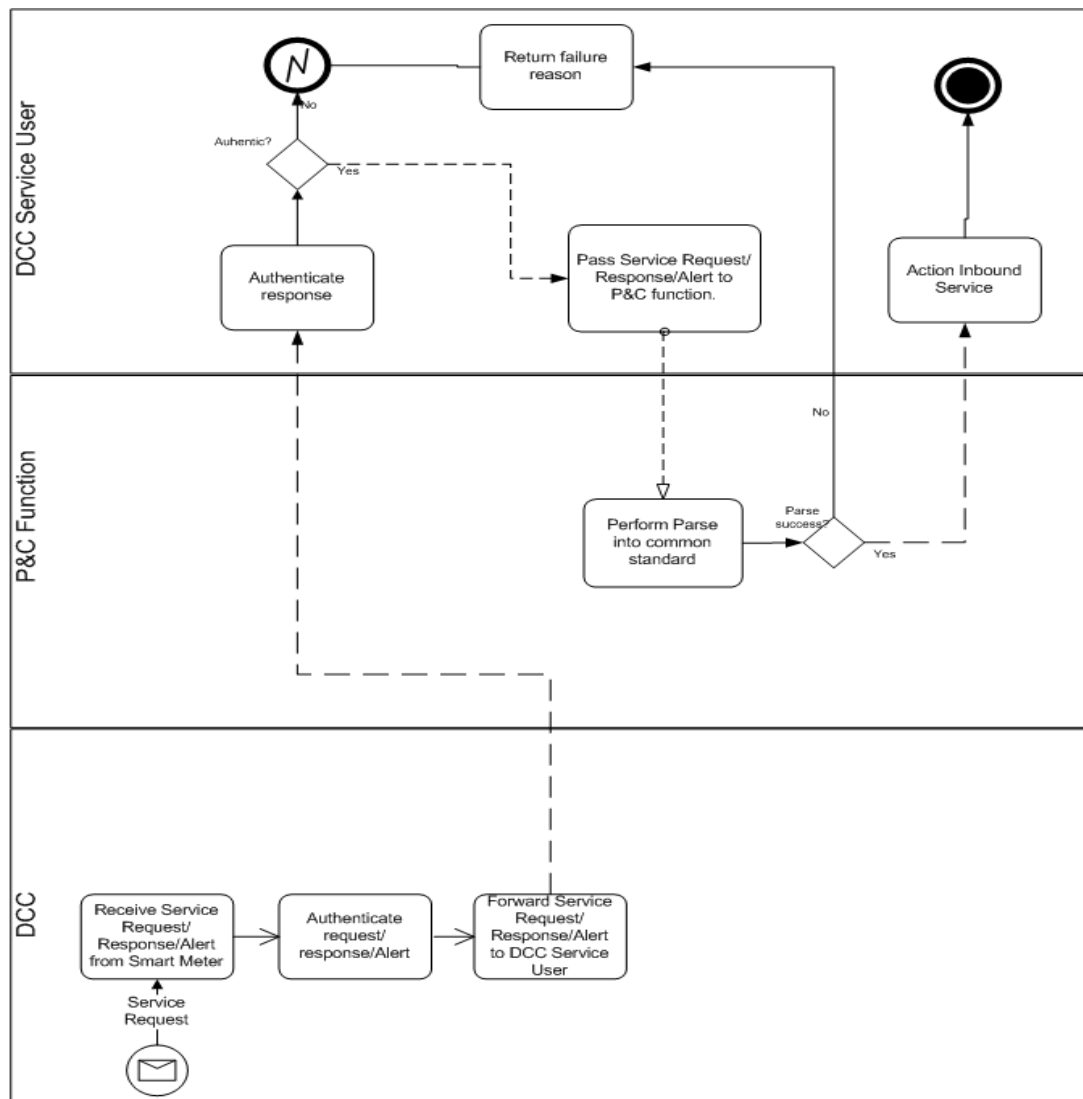 DCC Service User
Return failure
reason
No
Auhentic?
Yes
Authenticate
response
Pass Service Request/
Response/Alert to
P&C function.
Action Inbound
Service
P&C Function
No
Perform Parse
into common
standard
Parse
success?
Yes
DCC
Receive Service
Request/
Response/Alert
from Smart Meter
Authenticate
request/
response/Alert
Forward Service
Request/
Response/Alert
to DCC Service
User
Service
Request